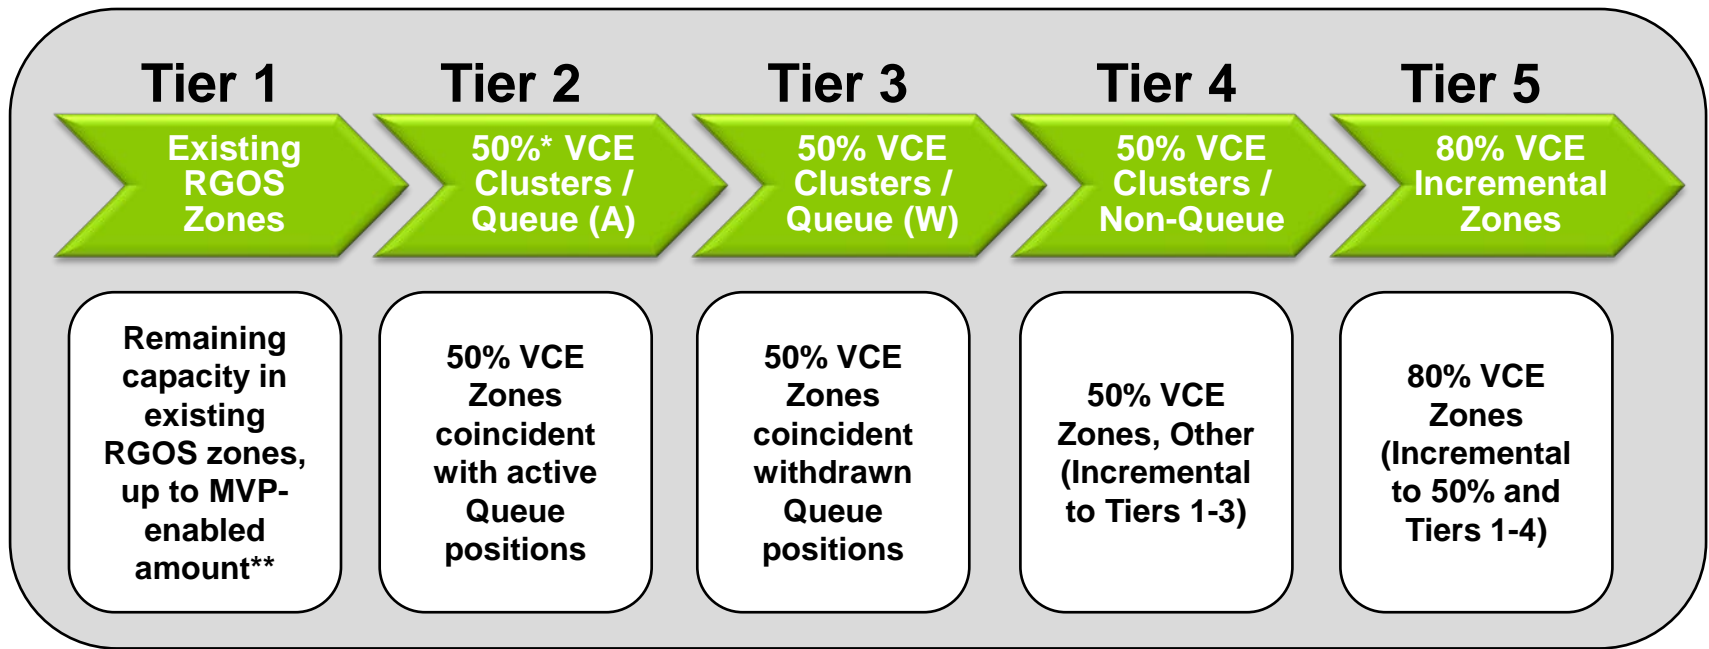 Tier 1
Existing
RGOS
Zones
Remaining
capacity in
existing
RGOS zones,
up to MVP-
enabled
amount**
Tier 2
50%* VCE
Clusters /
Queue (A)
50% VCE
Zones
coincident
with active
Queue
positions
Tier 3
50% VCE
Clusters /
Queue (W)
50% VCE
Zones
coincident
withdrawn
Queue
positions
Tier 4
50% VCE
Clusters /
Non-Queue
50% VCE
Zones, Other
(Incremental
to Tiers 1-3)
Tier 5
80% VCE
Incremental
Zones
80% VCE
Zones
(Incremental
to 50% and
Tiers 1-4)